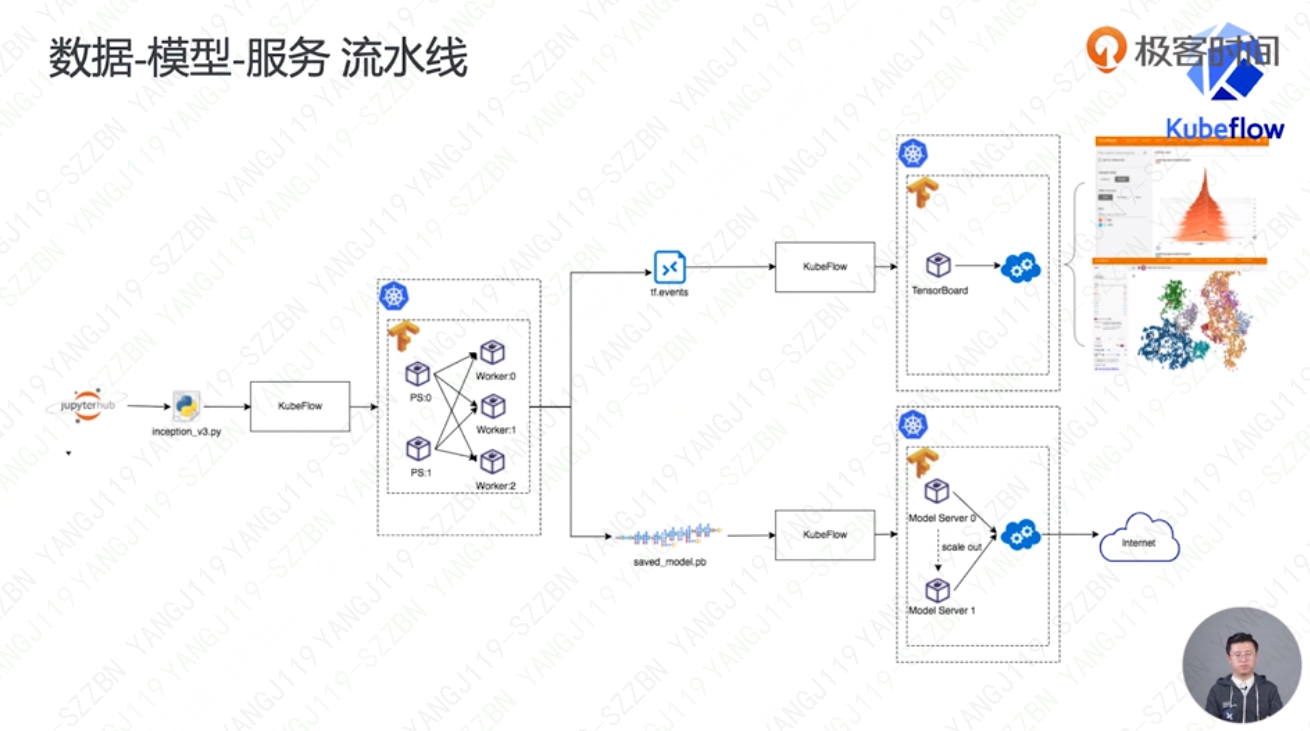 数据-模型-服务 流水线
极客时间
Kubeflow
tf.events
KubeFlow
TensorBoard
jupyterhub
inception_v3.py
KubeFlow
PS:0
PS:1
Worker:0
Worker:1
Worker:2
saved_model.pb
KubeFlow
Model Server 0
scale out
Model Server 1
Internet
YANGJ119-SZZBN